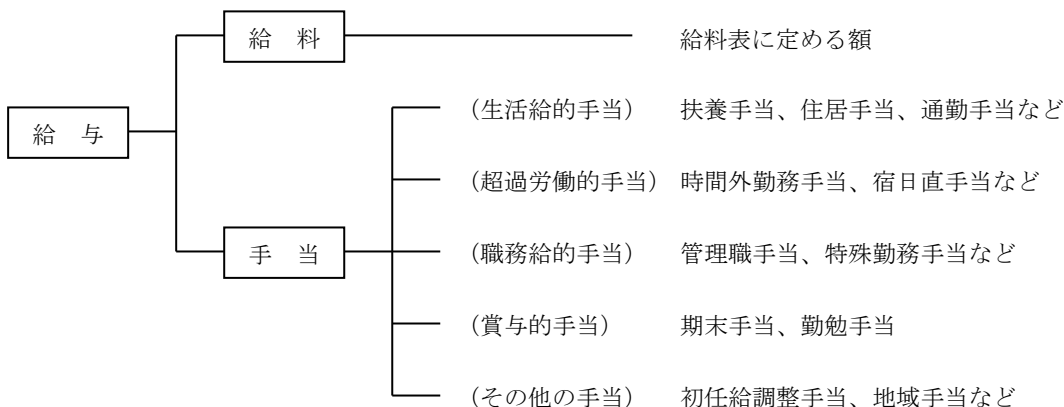 給 料 給料表に定める額
(生活給的手当) 扶養手当、住居手当、通勤手当など
給 与
(超過労働的手当) 時間外勤務手当、宿日直手当など
手 当 (職務給的手当) 管理職手当、特殊勤務手当など
(賞与的手当) 期末手当、勤勉手当
(その他の手当) 初任給調整手当、地域手当など